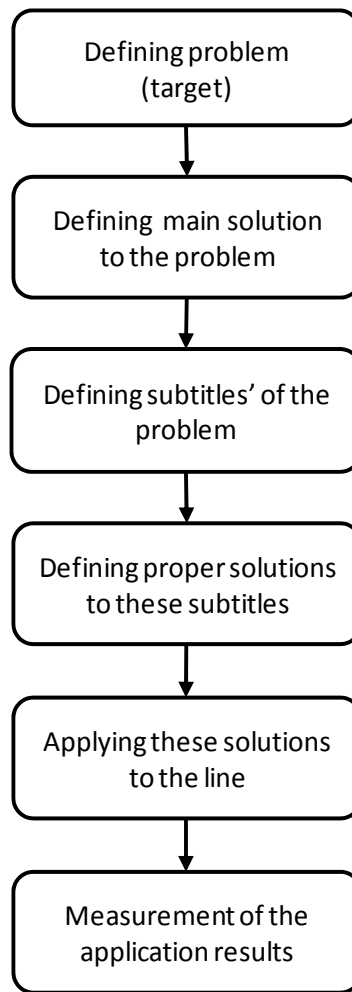 Defining problem
(target)
Defining main solution
to the problem
Defining subtitles’ of the
problem
Defining proper solutions
to these subtitles
Applying these solutions
to the line
Measurement of the
application results